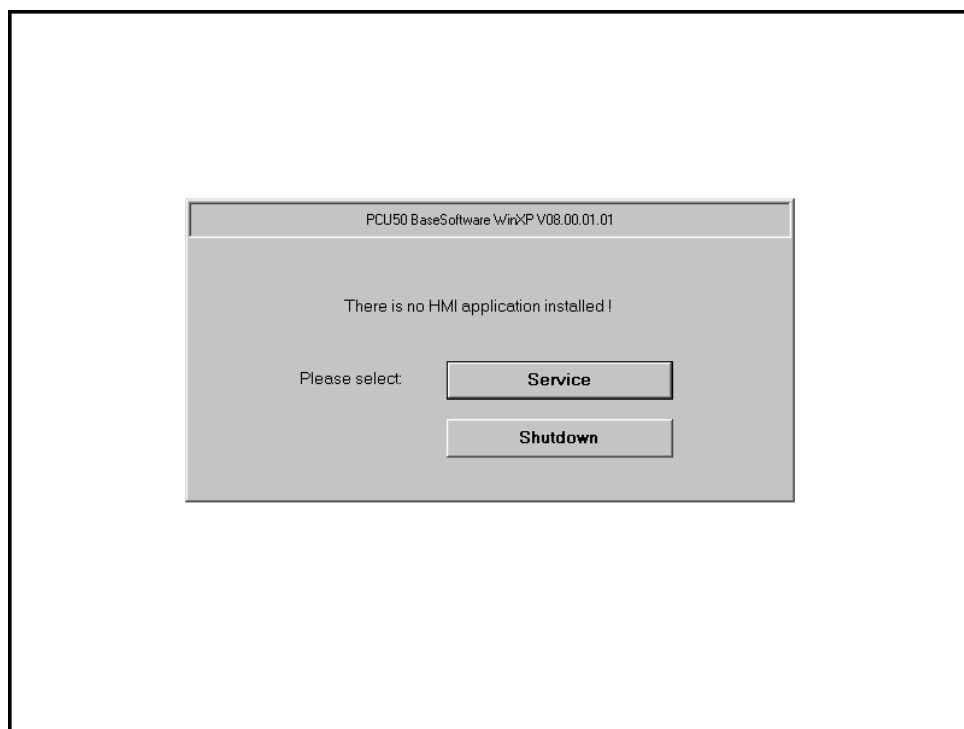 PCU50 BaseSoftware WinXP V08.00.01.01
There is no HMI application installed !
Please select: Service
Shutdown